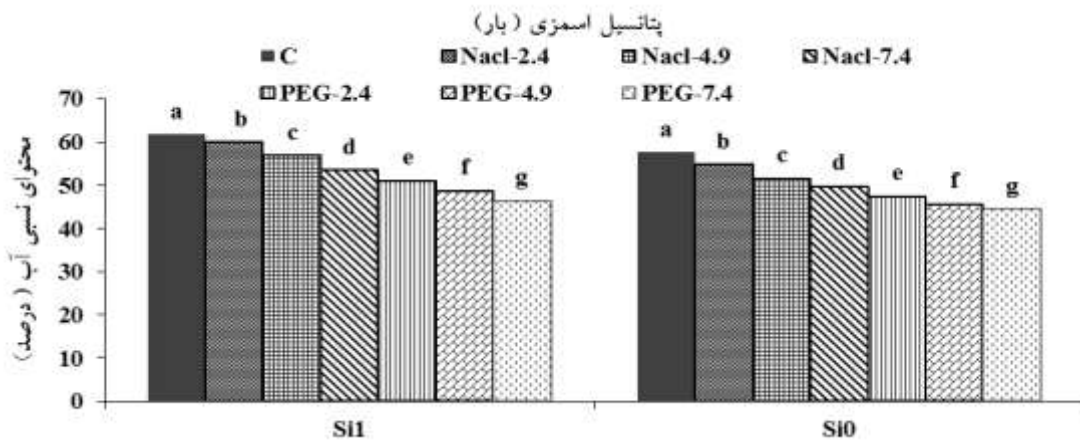 پتانسیل اسمزی ( بار)
C Nacl-2.4 Nacl-4.9 Nacl-7.4
PEG-2.4 PEG-4.9 PEG-7.4
محتوای نسبی آب ( درصد)
70
60
50
40
30
20
10
0
a b c d e f g
a b c d e f g
Si1 Si0